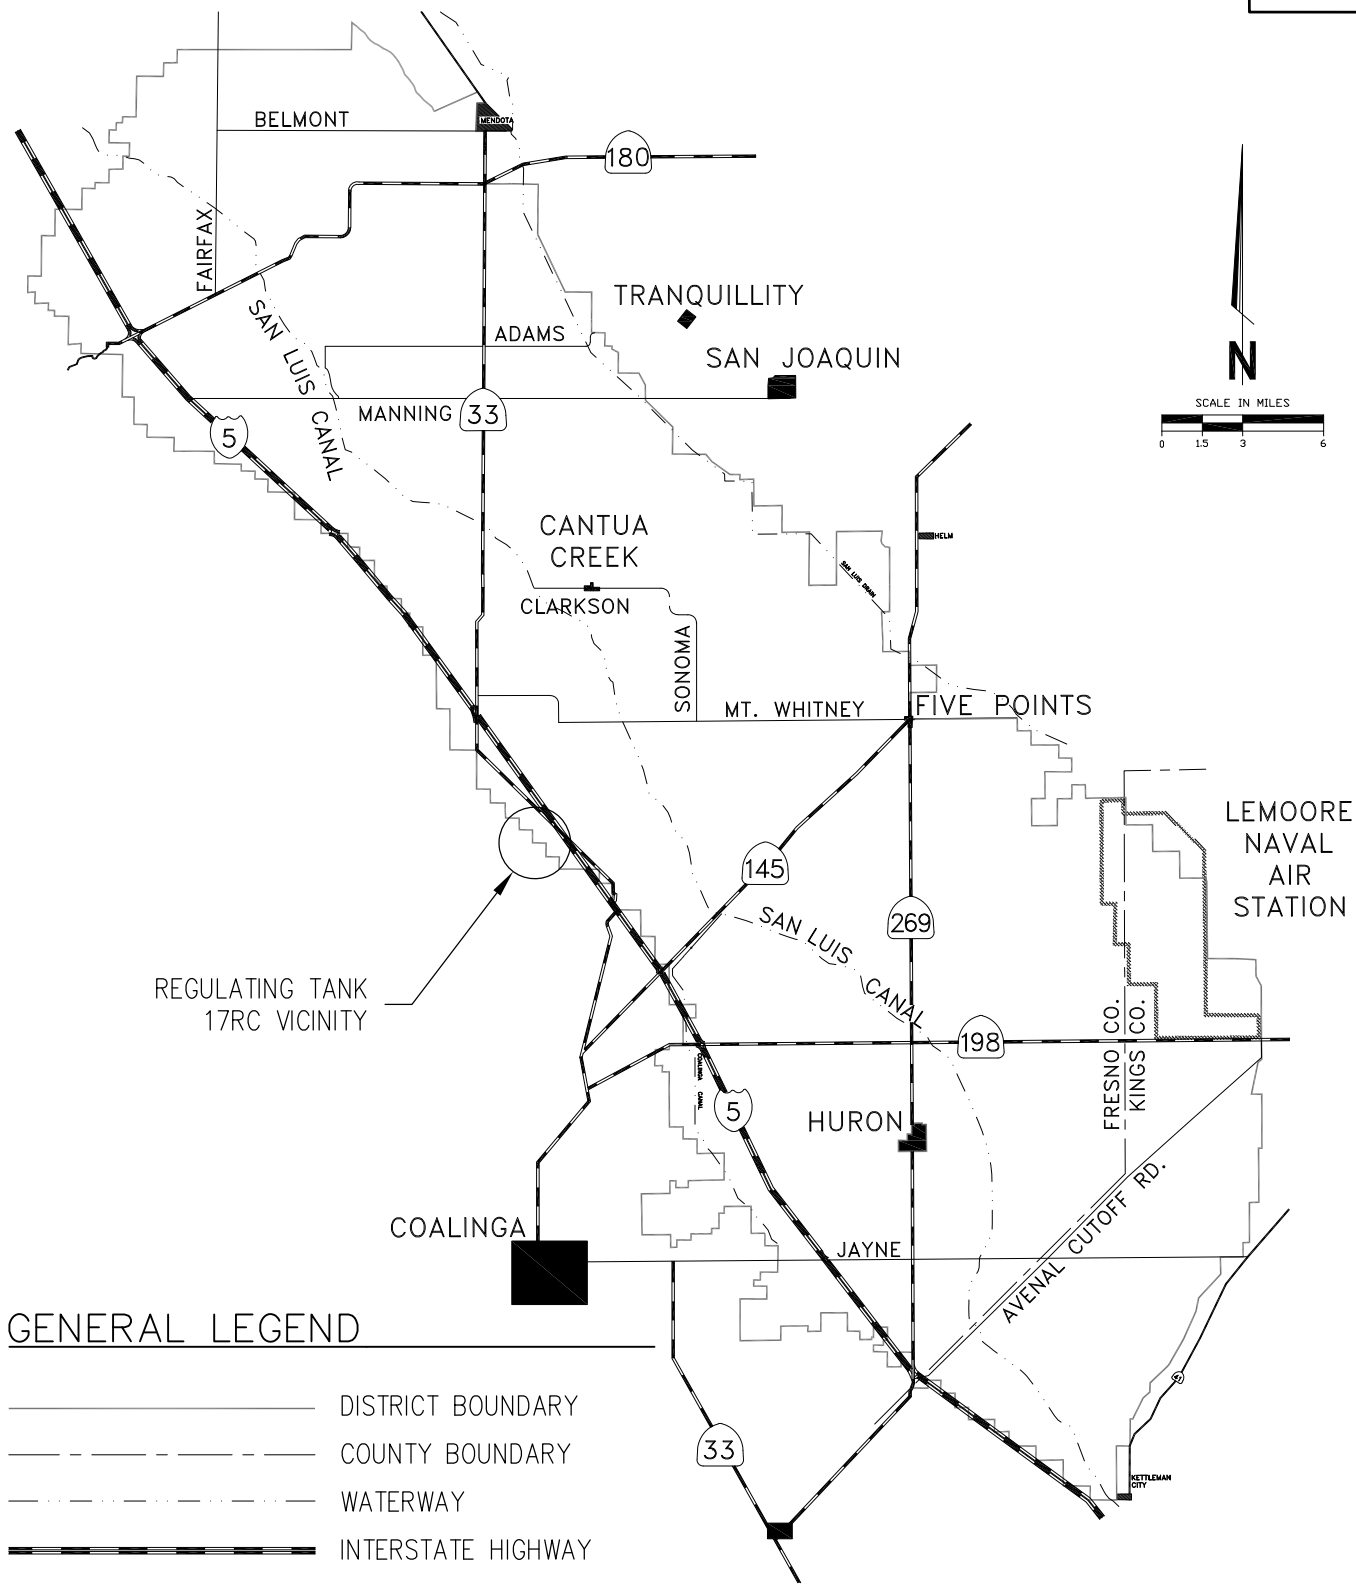 BELMONT
MENDOTA
180
FAIRFAX
TRANQUILLITY
SAN LUIS CANAL
ADAMS
SAN JOAQUIN
N
MANNING
33
SCALE IN MILES
0 1.5 3 6
5
CANTUA
CREEK
HELM
SAN LUIS DRAIN
CLARKSON
SONOMA
MT. WHITNEY
FIVE POINTS
LEMOORE
NAVAL
AIR
STATION
145
269
SAN LUIS
CANAL
REGULATING TANK
17RC VICINITY
FRESNO CO.
KINGS CO.
198
COALINGA CANAL
5
HURON
AVENAL CUTOFF RD.
COALINGA
JAYNE
41
33
KETTLEMAN
CITY
GENERAL LEGEND
DISTRICT BOUNDARY
COUNTY BOUNDARY
WATERWAY
INTERSTATE HIGHWAY